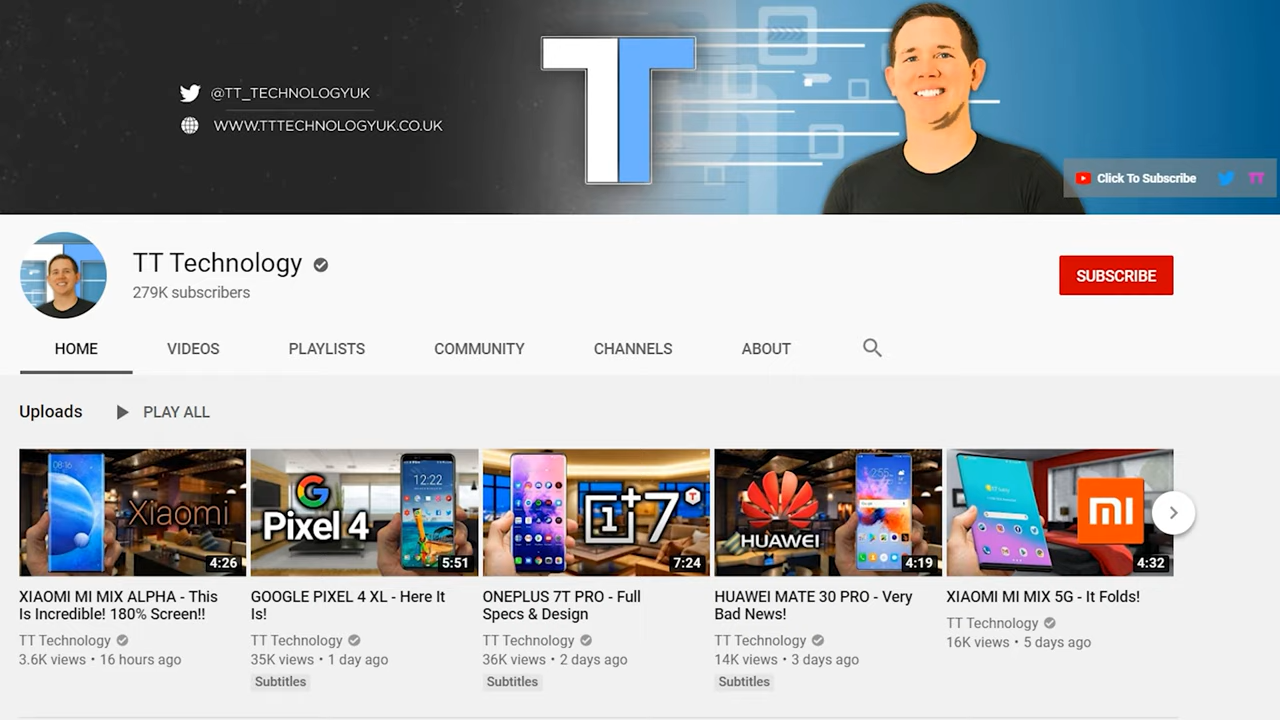 @TT_TECHNOLOGYUK
WWW.TTTECHNOLOGYUK.CO.UK
TT
Click To Subscribe
TT
TT Technology
279K subscribers
SUBSCRIBE
HOME
VIDEOS
PLAYLISTS
COMMUNITY
CHANNELS
ABOUT
Uploads
PLAY ALL
08:16
Xiaomi
4:26
XIAOMI MI MIX ALPHA - This
Is Incredible! 180% Screen!!
TT Technology
3.6K views • 16 hours ago
G
Pixel 4
12:22
5:51
GOOGLE PIXEL 4 XL - Here It
Is!
TT Technology
35K views • 1 day ago
Subtitles
1+7 T
7:24
ONEPLUS 7T PRO - Full
Specs & Design
TT Technology
36K views • 2 days ago
Subtitles
HUAWEI
2:55
4:19
HUAWEI MATE 30 PRO - Very
Bad News!
TT Technology
14K views • 3 days ago
Subtitles
mi
4:32
XIAOMI MI MIX 5G - It Folds!
TT Technology
16K views • 5 days ago